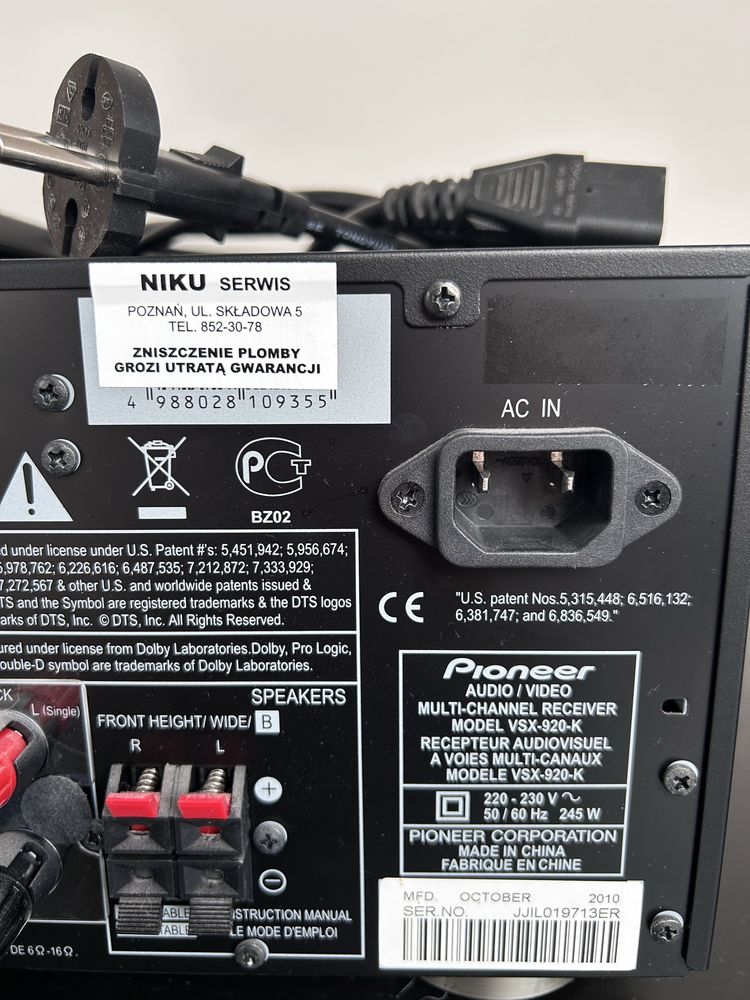 NIKU SERWIS
POZNAŃ, UL. SKŁADOWA 5
TEL. 852-30-78
ZNISZCZENIE PLOMBY
GROZI UTRATĄ GWARANCJI
4 988028 109355
AC IN
BZ02
ed under license under U.S. Patent #'s: 5,451,942; 5,956,674;
5,978,762; 6,226,616; 6,487,535; 7,212,872; 7,333,929;
7,272,567 & other U.S. and worldwide patents issued &
TS and the Symbol are registered trademarks & the DTS logos
arks of DTS, Inc. © DTS, Inc. All Rights Reserved.
ured under license from Dolby Laboratories.Dolby, Pro Logic,
ouble-D symbol are trademarks of Dolby Laboratories.
CE
"U.S. patent Nos.5,315,448; 6,516,132;
6,381,747; and 6,836,549."
SPEAKERS
CK
L (Single)
FRONT HEIGHT/ WIDE/ B
R L
+
−
NSTRUCTION MANUAL
LE MODE D'EMPLOI
DE 6Ω-16Ω.
Pioneer
AUDIO / VIDEO
MULTI-CHANNEL RECEIVER
MODEL VSX-920-K
RECEPTEUR AUDIOVISUEL
A VOIES MULTI-CANAUX
MODELE VSX-920-K
220 - 230 V ~
50 / 60 Hz 245 W
PIONEER CORPORATION
MADE IN CHINA
FABRIQUE EN CHINE
MFD. OCTOBER 2010
SER.NO. JJIL019713ER